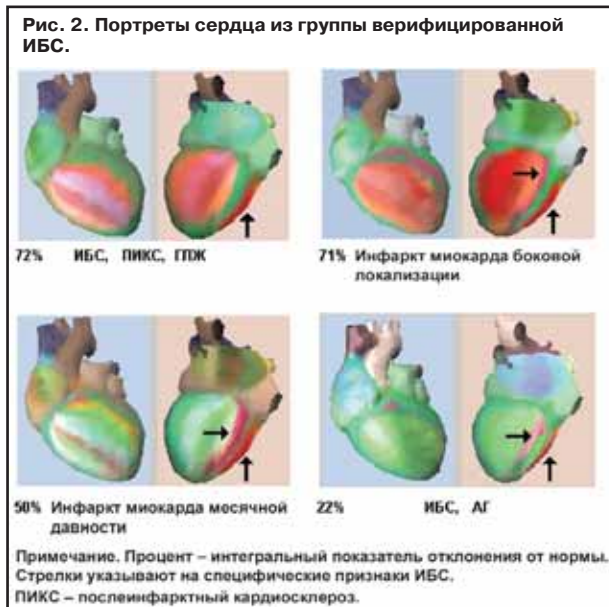 Рис. 2. Портреты сердца из группы верифицированной
ИБС.
72% ИБС, ПИКС, ГЛЖ
71% Инфаркт миокарда боковой
локализации
50% Инфаркт миокарда месячной
давности
22% ИБС, АГ
Примечание. Процент – интегральный показатель отклонения от нормы.
Стрелки указывают на специфические признаки ИБС.
ПИКС – послеинфарктный кардиосклероз.